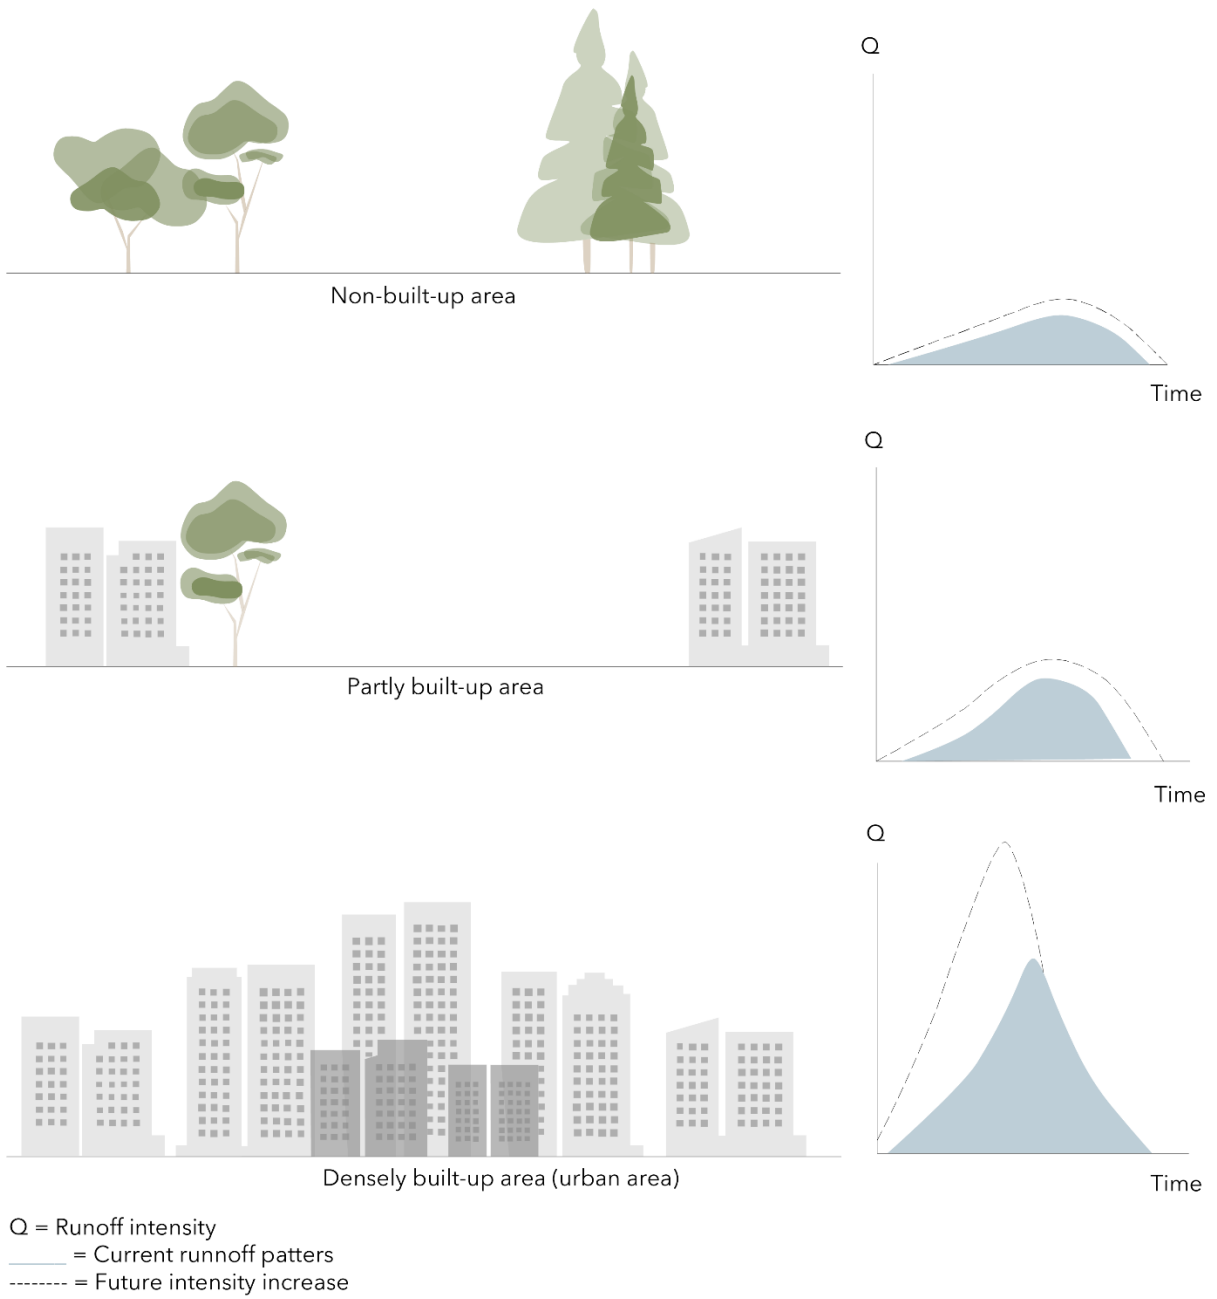 Q
Non-built-up area
Time
Q
Partly built-up area
Time
Q
Densely built-up area (urban area)
Time
Q = Runoff intensity
= Current runnoff patters
= Future intensity increase